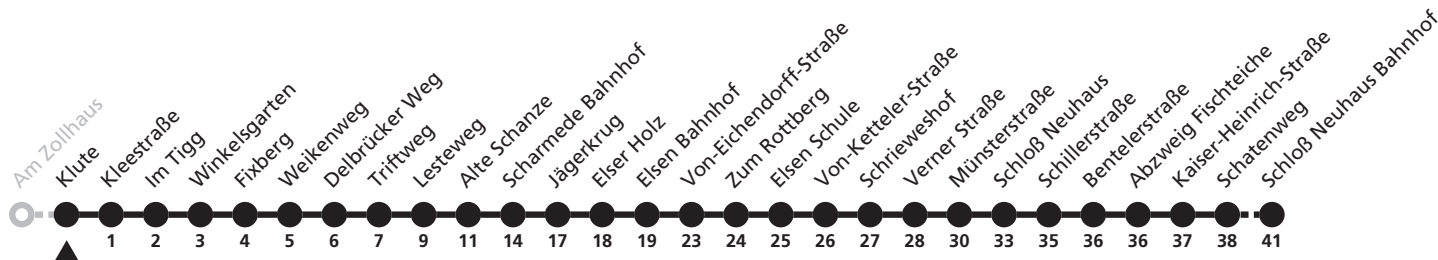 Am Zollhaus
Klute
Kleestraße
Im Tigg
Winkelsgarten
Fixberg
Weikenweg
Delbrücker Weg
Triftweg
Lesteweg
Alte Schanze
Scharmede Bahnhof
Jägerkrug
Elser Holz
Elsen Bahnhof
Von-Eichendorff-Straße
Zum Rottberg
Elsen Schule
Von-Ketteler-Straße
Schrieweshof
Verner Straße
Münsterstraße
Schloß Neuhaus
Schillerstraße
Bentelerstraße
Abzweig Fischteiche
Kaiser-Heinrich-Straße
Schatenweg
Schloß Neuhaus Bahnhof
1 2 3 4 5 6 7 9 11 14 17 18 19 23 24 25 26 27 28 30 33 35 36 36 37 38 41